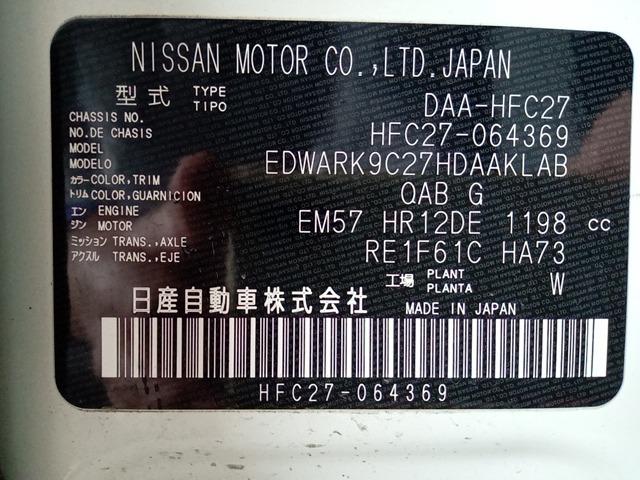 NISSAN MOTOR CO.,LTD.JAPAN
型式 TYPE TIPO DAA-HFC27
CHASSIS NO. NO.DE CHASIS HFC27-064369
MODEL MODELO EDWARK9C27HDAAKLAB
カラー COLOR,TRIM トリム COLOR,GUARNICION QAB G
エン ENGINE ジン MOTOR EM57 HR12DE 1198 cc
ミッション TRANS.,AXLE アクスル TRANS.,EJE RE1F61C HA73
工場 PLANT PLANTA W
日産自動車株式会社 MADE IN JAPAN
HFC27-064369